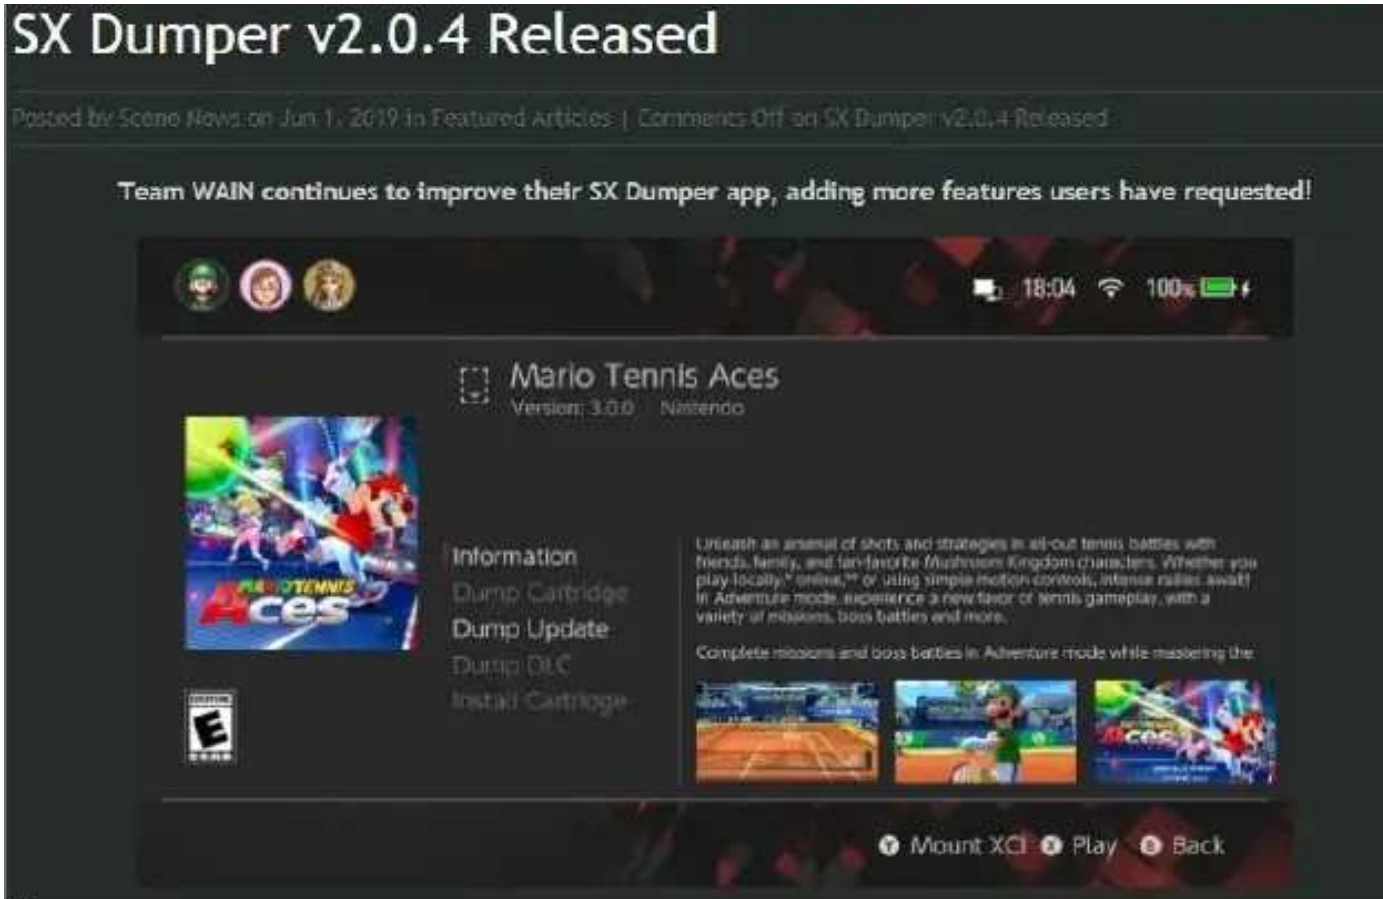 SX Dumper v2.0.4 Released
Posted by Scene News on Jun 1, 2019 in Featured Articles | Comments Off on SX Dumper v2.0.4 Released
Team WAIN continues to improve their SX Dumper app, adding more features users have requested!
18:04 100%
Mario Tennis Aces
Version: 3.0.0 Nintendo
MARIO TENNIS
Aces
Information
Dump Cartridge
Dump Update
Dump DLC
Install Cartridge
E
Unleash an arsenal of shots and strategies in all-out tennis battles with
friends, family, and fan-favorite Mushroom Kingdom characters. Whether you
play locally,* online,** or using simple motion controls, intense rallies await!
In Adventure mode, experience a new flavor of tennis gameplay, with a
variety of missions, boss battles and more.
Complete missions and boss battles in Adventure mode while mastering the
Aces
Y Mount XCI X Play B Back